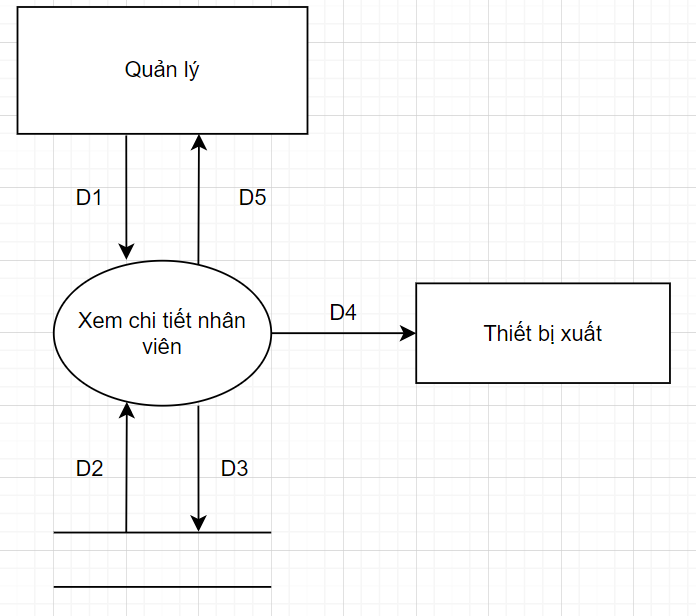 Quản lý
D1
D5
Xem chi tiết nhân
viên
D4
Thiết bị xuất
D2
D3